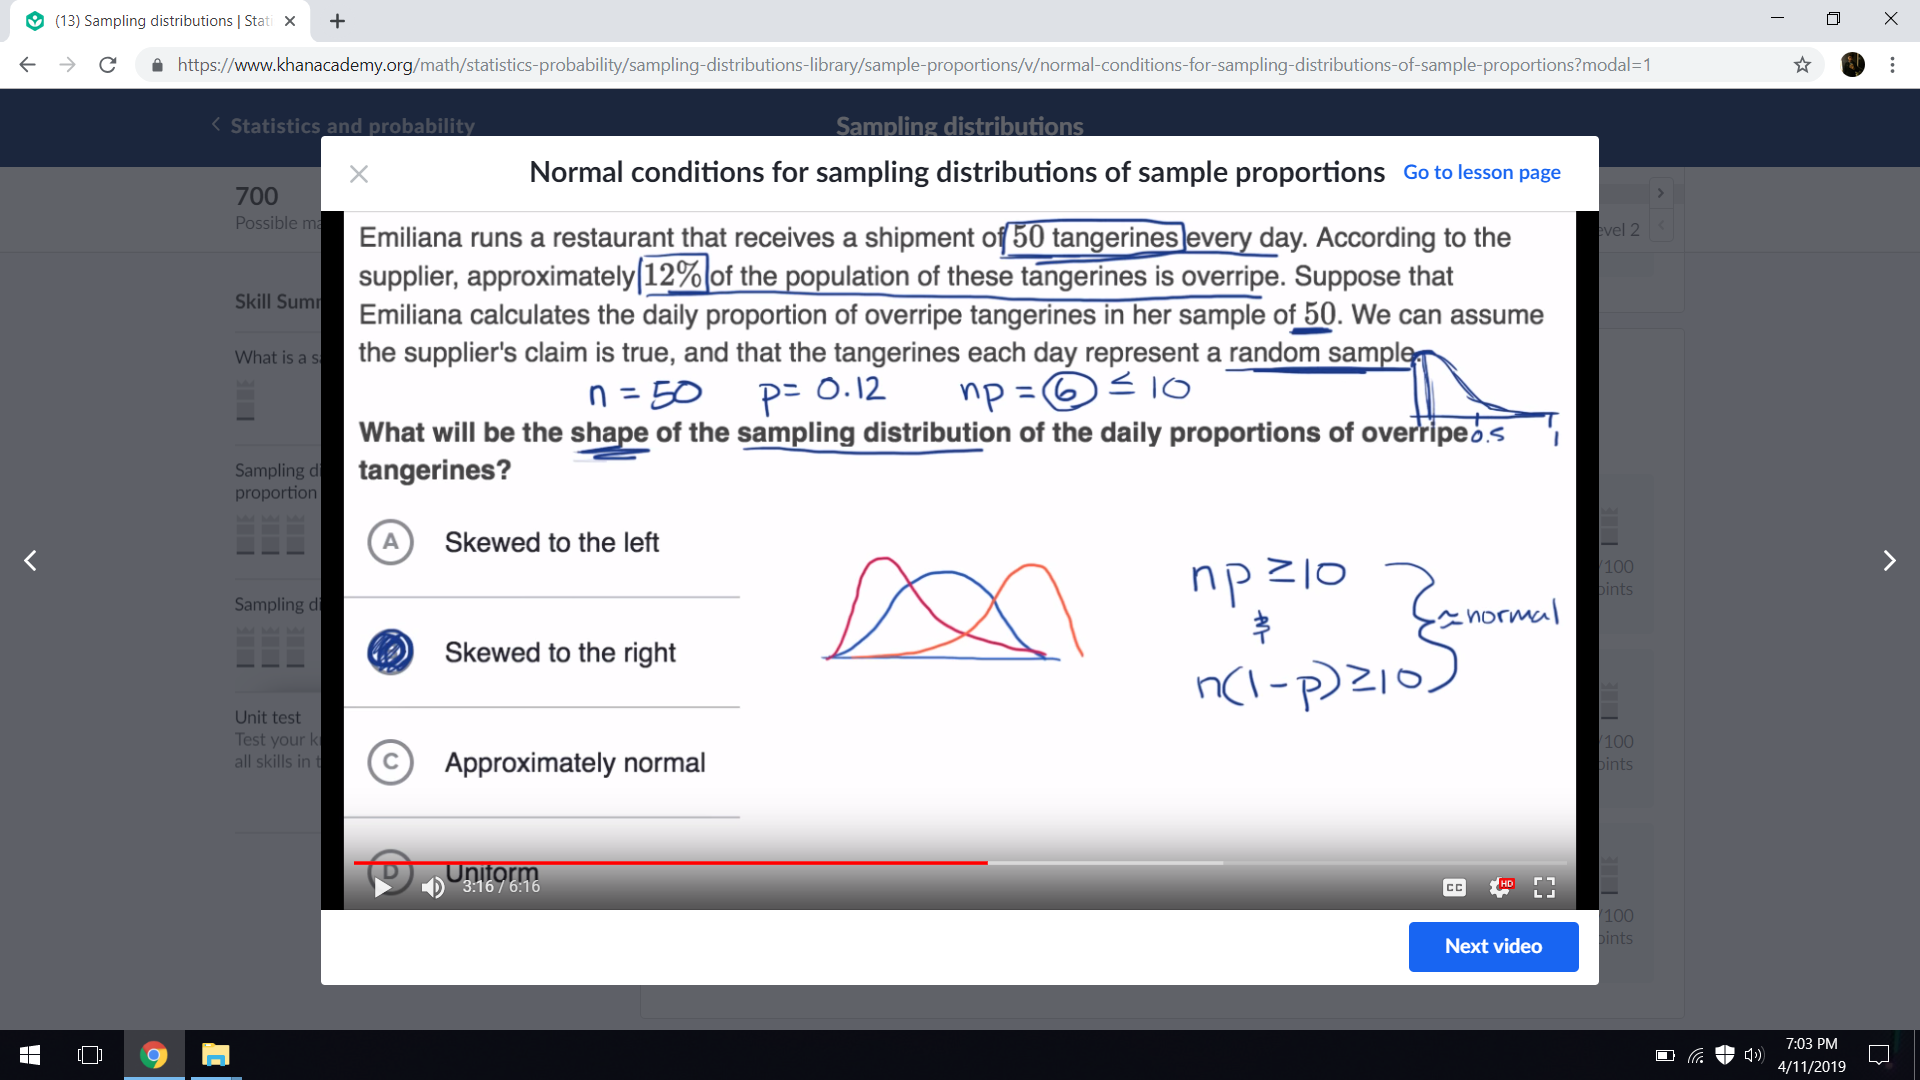 (13) Sampling distributions | Stati
https://www.khanacademy.org/math/statistics-probability/sampling-distributions-library/sample-proportions/v/normal-conditions-for-sampling-distributions-of-sample-proportions?modal=1
Statistics and probability
Sampling distributions
Normal conditions for sampling distributions of sample proportions
Go to lesson page
700
Possible ma
evel 2
Skill Summ
What is a sa
Sampling di
proportion
Sampling di
Unit test
Test your k
all skills in t
Emiliana runs a restaurant that receives a shipment of 50 tangerines every day. According to the
supplier, approximately 12% of the population of these tangerines is overripe. Suppose that
Emiliana calculates the daily proportion of overripe tangerines in her sample of 50. We can assume
the supplier's claim is true, and that the tangerines each day represent a random sample.
n = 50 p = 0.12 np = 6 ≤ 10
What will be the shape of the sampling distribution of the daily proportions of overripe
0.5 1
tangerines?
A Skewed to the left
Skewed to the right
C Approximately normal
D Uniform
np ≥ 10
&
n(1-p) ≥ 10
≈ normal
3:16 / 6:16
CC
HD
/100
oints
/100
oints
/100
oints
Next video
7:03 PM
4/11/2019